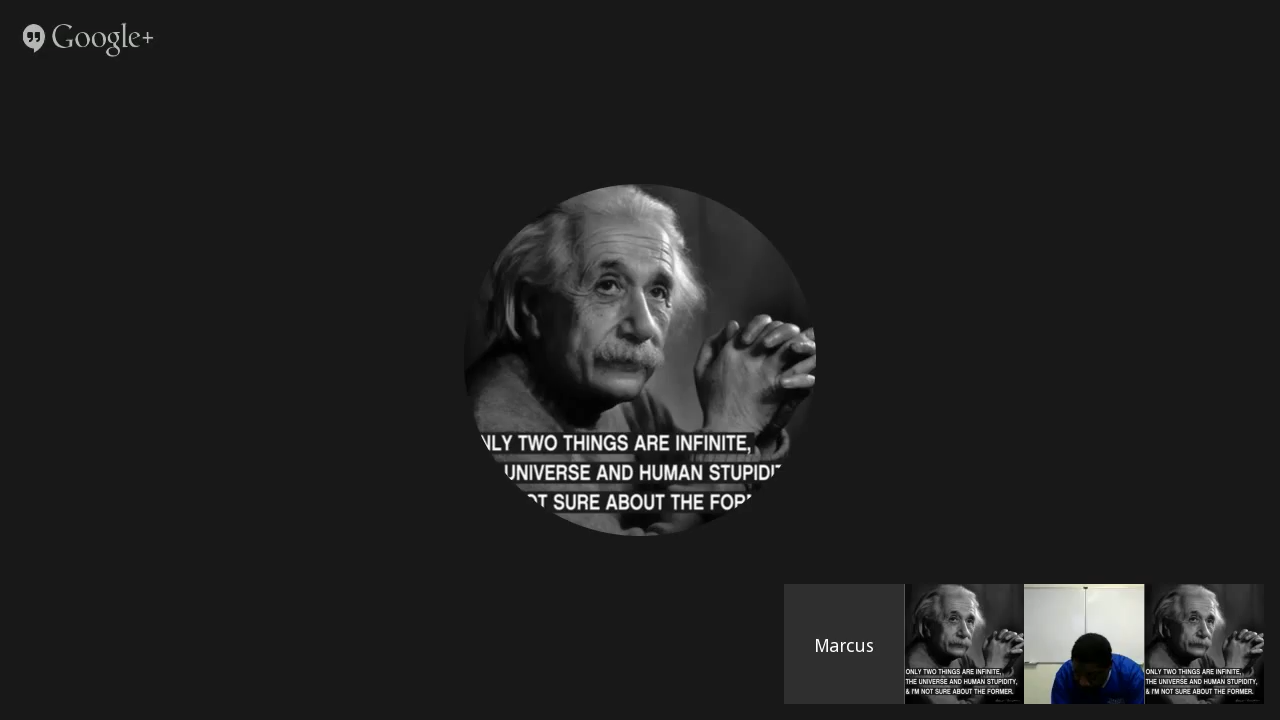 Google+
NLY TWO THINGS ARE INFINITE,
UNIVERSE AND HUMAN STUPIDIT
OT SURE ABOUT THE FORM
Marcus
ONLY TWO THINGS ARE INFINITE,
THE UNIVERSE AND HUMAN STUPIDITY,
& I'M NOT SURE ABOUT THE FORMER.
ONLY TWO THINGS ARE INFINITE,
THE UNIVERSE AND HUMAN STUPIDITY,
& I'M NOT SURE ABOUT THE FORMER.